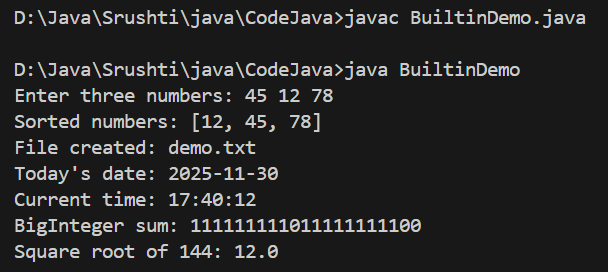 D:\Java\Srushti\java\CodeJava>javac BuiltinDemo.java
D:\Java\Srushti\java\CodeJava>java BuiltinDemo
Enter three numbers: 45 12 78
Sorted numbers: [12, 45, 78]
File created: demo.txt
Today's date: 2025-11-30
Current time: 17:40:12
BigInteger sum: 111111111011111111100
Square root of 144: 12.0